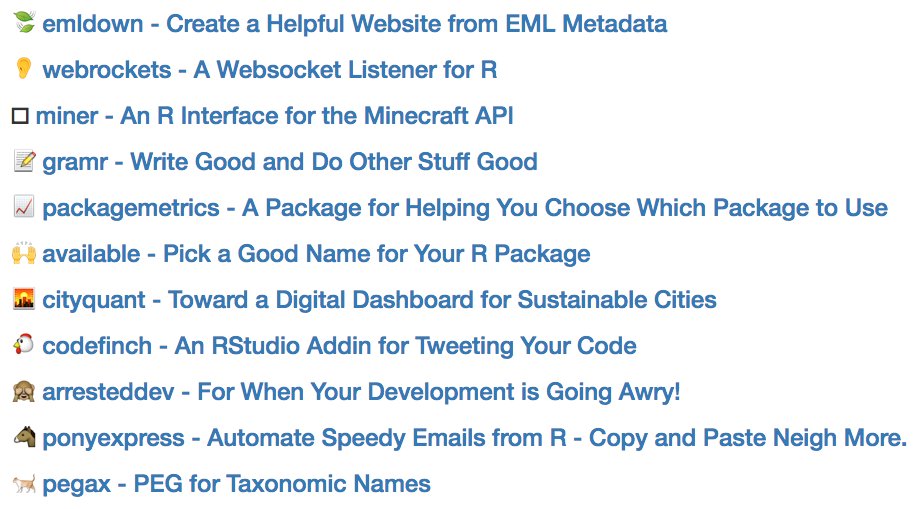 🍃 emldown - Create a Helpful Website from EML Metadata
👂 webrockets - A Websocket Listener for R
◻ miner - An R Interface for the Minecraft API
📝 gramr - Write Good and Do Other Stuff Good
📈 packagemetrics - A Package for Helping You Choose Which Package to Use
🙌 available - Pick a Good Name for Your R Package
🌇 cityquant - Toward a Digital Dashboard for Sustainable Cities
🐔 codefinch - An RStudio Addin for Tweeting Your Code
🙈 arresteddev - For When Your Development is Going Awry!
🐴 ponyexpress - Automate Speedy Emails from R - Copy and Paste Neigh More.
🐈 pegax - PEG for Taxonomic Names